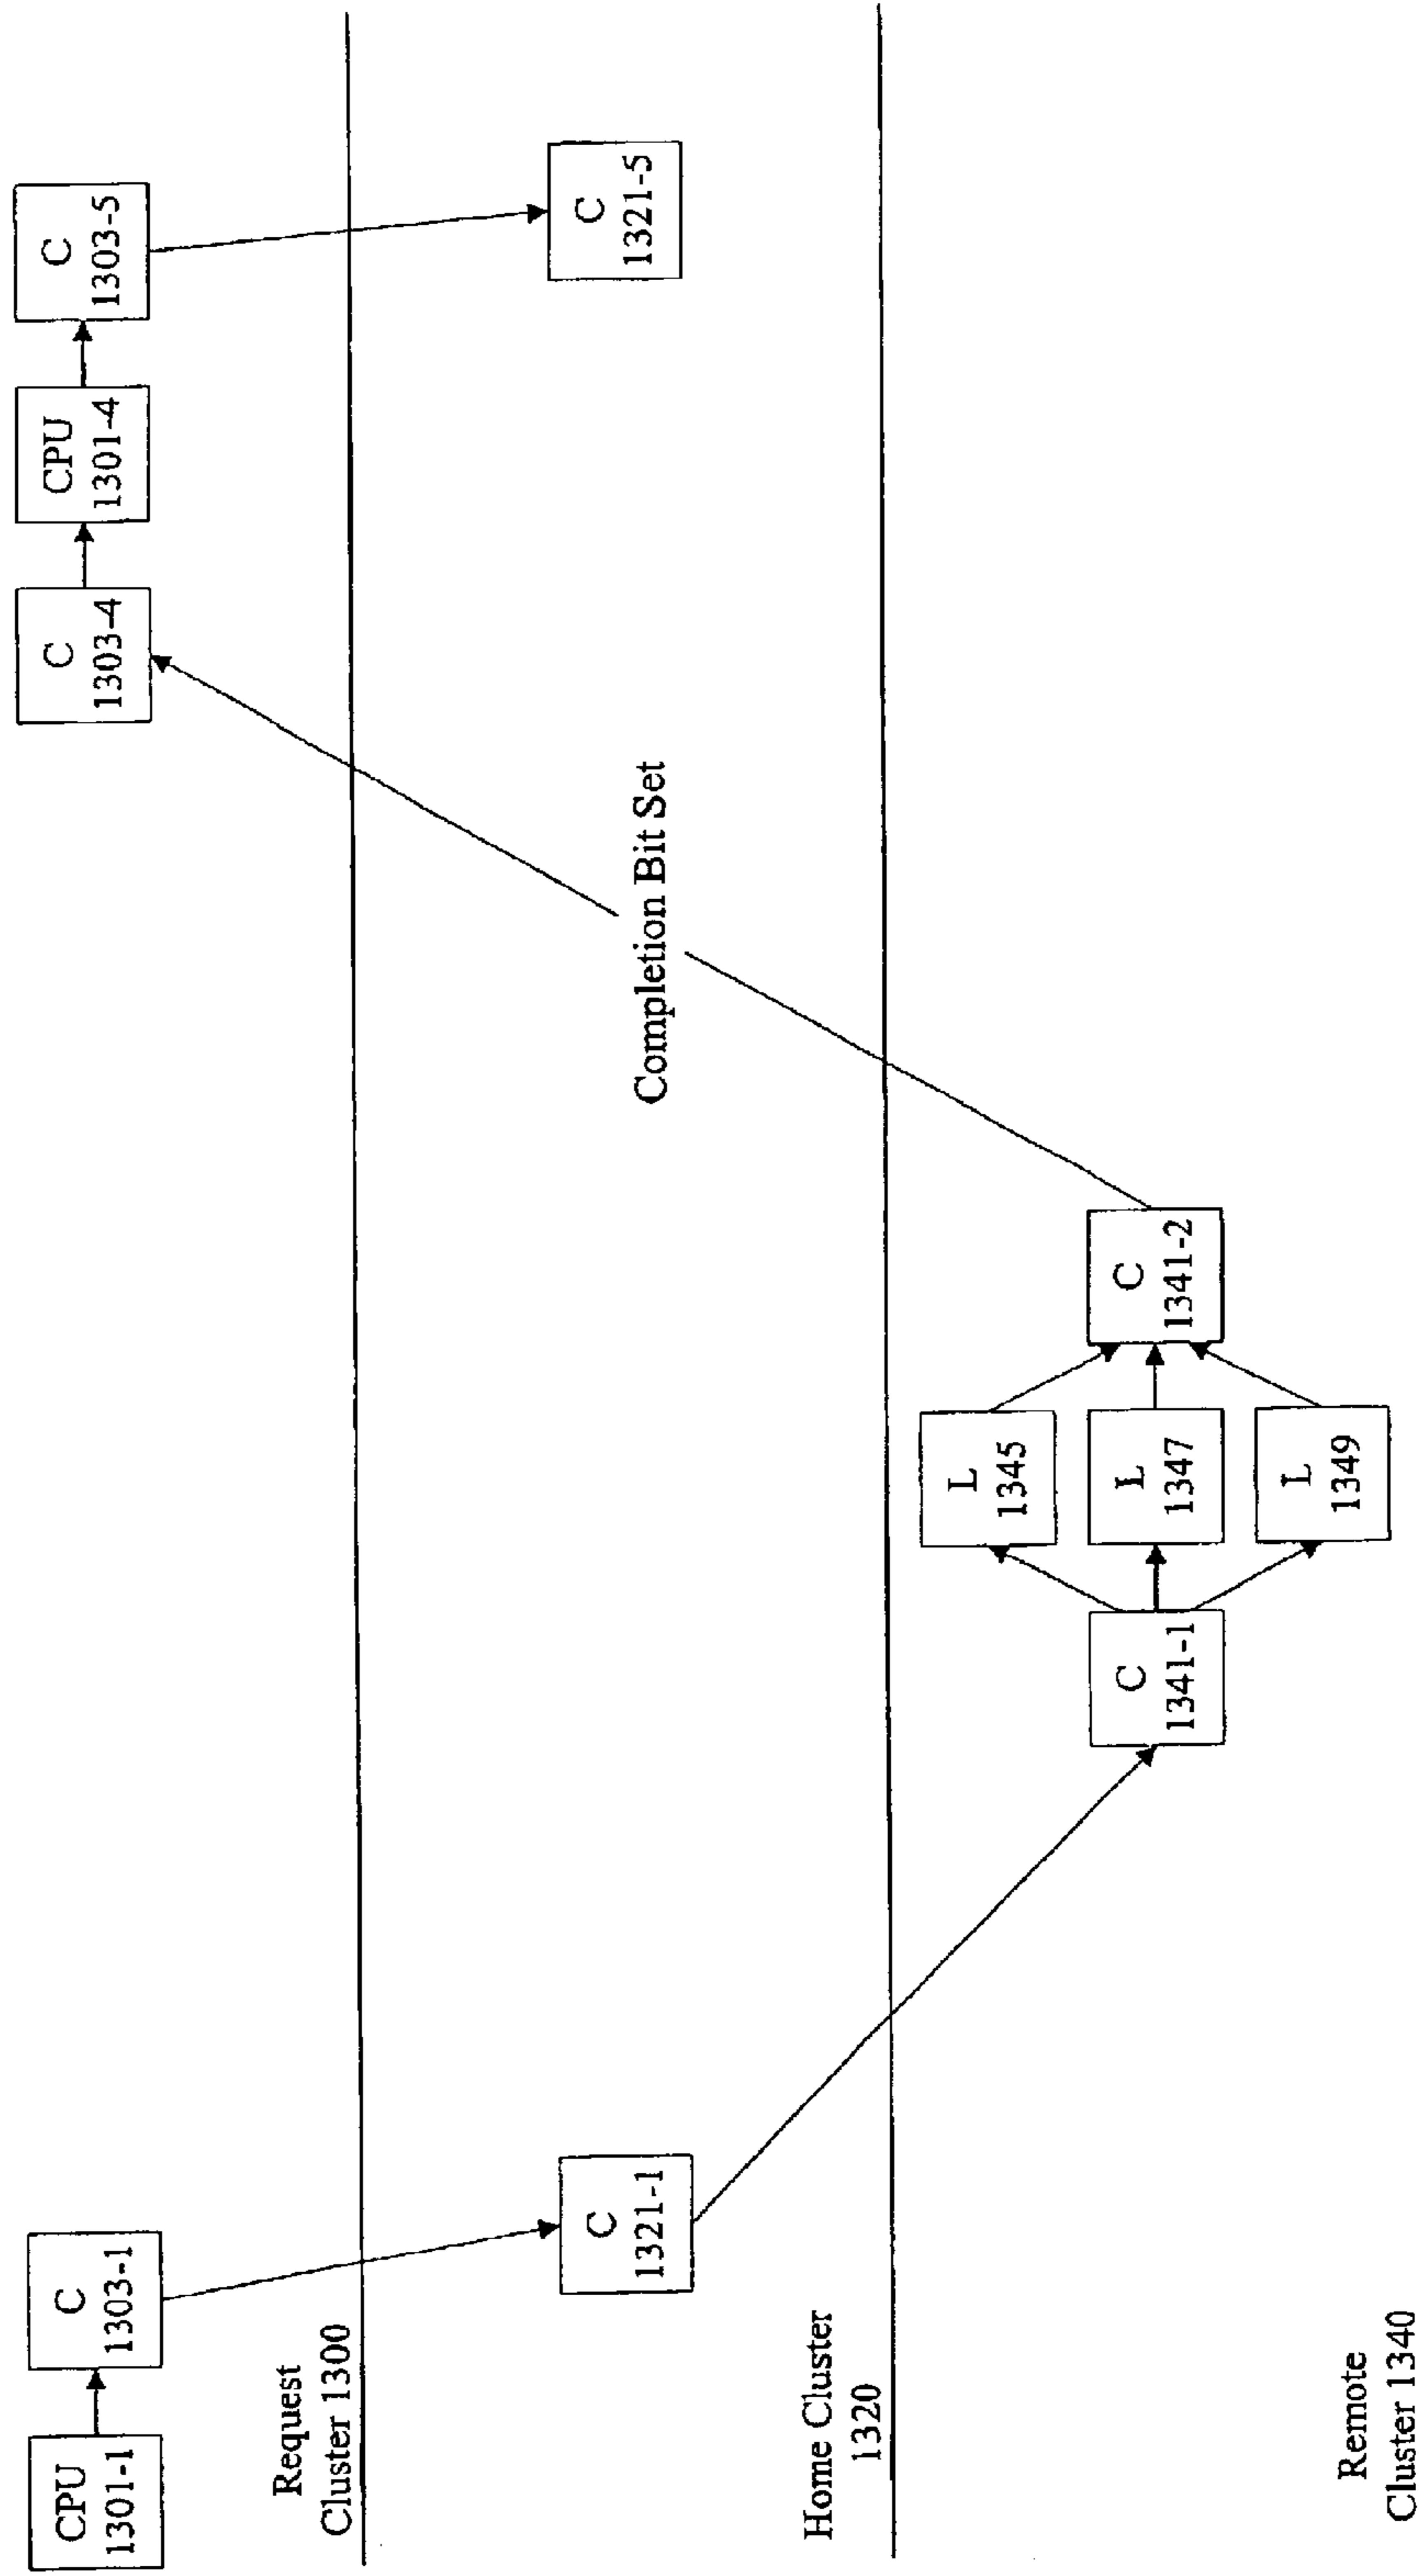 CPU
1301-1
C
1303-1
C
1303-4
CPU
1301-4
C
1303-5
Request
Cluster 1300
C
1321-1
Completion Bit Set
C
1321-5
Home Cluster
1320
C
1341-1
L
1345
L
1347
L
1349
C
1341-2
Remote
Cluster 1340